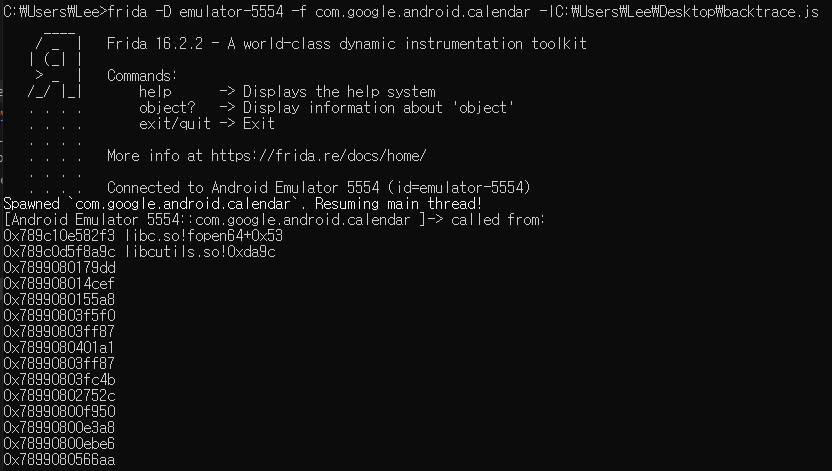 C:₩Users₩Lee>frida -D emulator-5554 -f com.google.android.calendar -lC:₩Users₩Lee₩Desktop₩backtrace.js
     ____
    / _  |   Frida 16.2.2 - A world-class dynamic instrumentation toolkit
   | (_| |
    > _  |   Commands:
   /_/ |_|       help      -> Displays the help system
   . . . .       object?   -> Display information about 'object'
   . . . .       exit/quit -> Exit
   . . . .
   . . . .   More info at https://frida.re/docs/home/
   . . . .
   . . . .   Connected to Android Emulator 5554 (id=emulator-5554)
Spawned `com.google.android.calendar`. Resuming main thread!
[Android Emulator 5554::com.google.android.calendar ]-> called from:
0x789c10e582f3 libc.so!fopen64+0x53
0x789c0d5f8a9c libcutils.so!0xda9c
0x7899080179dd
0x789908014cef
0x7899080155a8
0x78990803f5f0
0x78990803ff87
0x7899080401a1
0x78990803ff87
0x78990803fc4b
0x78990802752c
0x78990800f950
0x78990800e3a8
0x78990800ebe6
0x7899080566aa